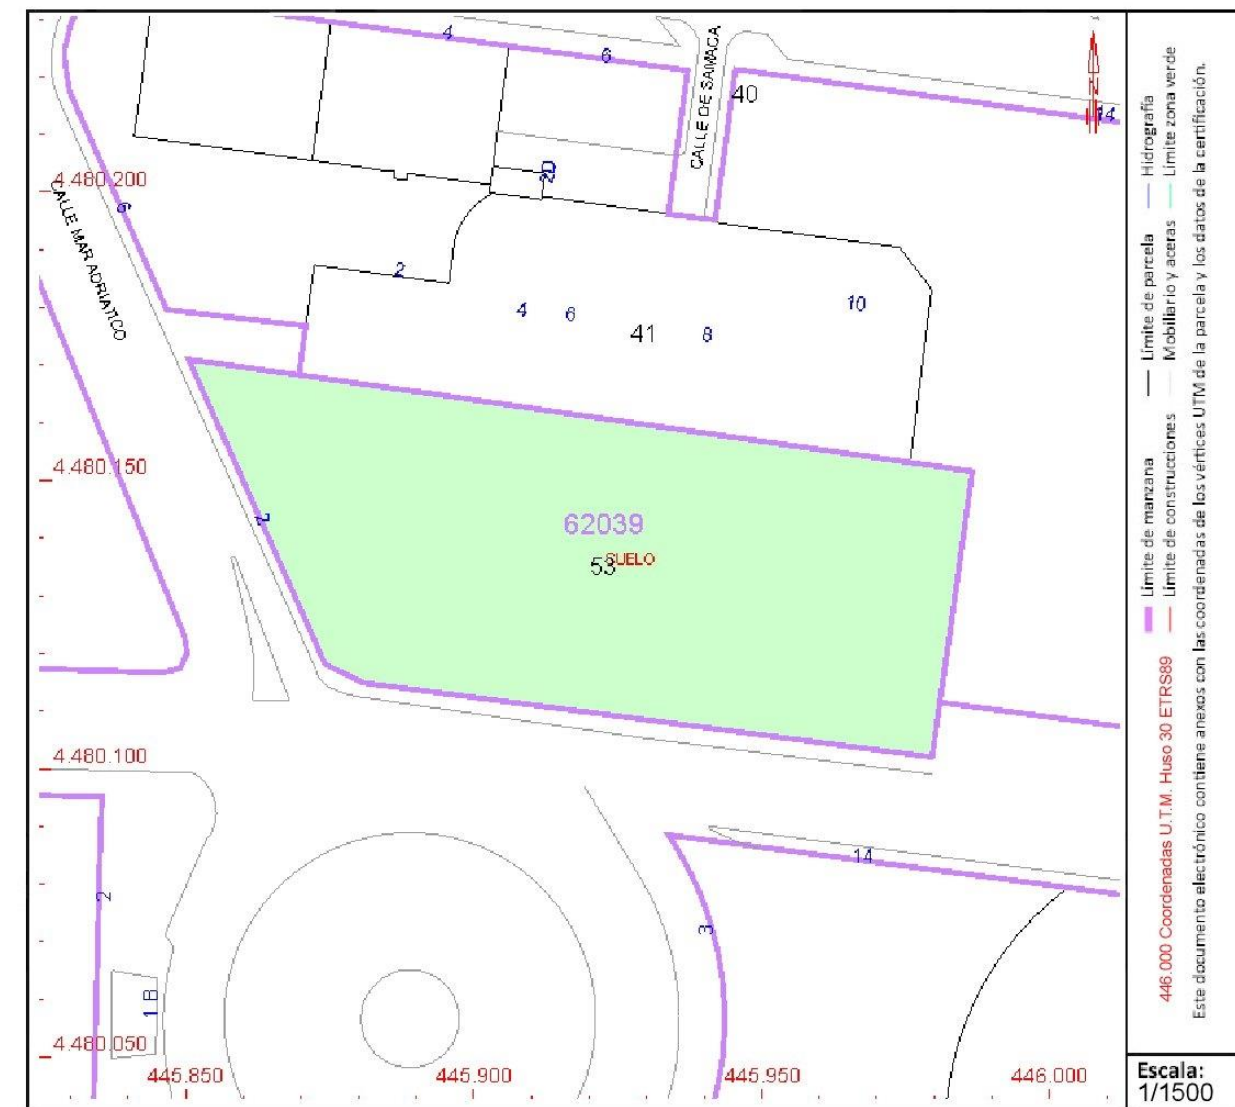 4
6
CALLE DE SAMACA
40
14
N
4.480.200
2D
9
CALLE MAR ADRIATICO
2
4
6
41
8
10
4.480.150
2
62039
53
SUELO
4.480.100
14
2
3
1 B
4.480.050
445.850
445.900
445.950
446.000
Límite de manzana
Límite de parcela
Hidrografía
446.000 Coordenadas U.T.M. Huso 30 ETRS89
Límite de construcciones
Mobiliario y aceras
Límite zona verde
Este documento electrónico contiene anexos con las coordenadas de los vértices UTM de la parcela y los datos de la certificación.
Escala:
1/1500